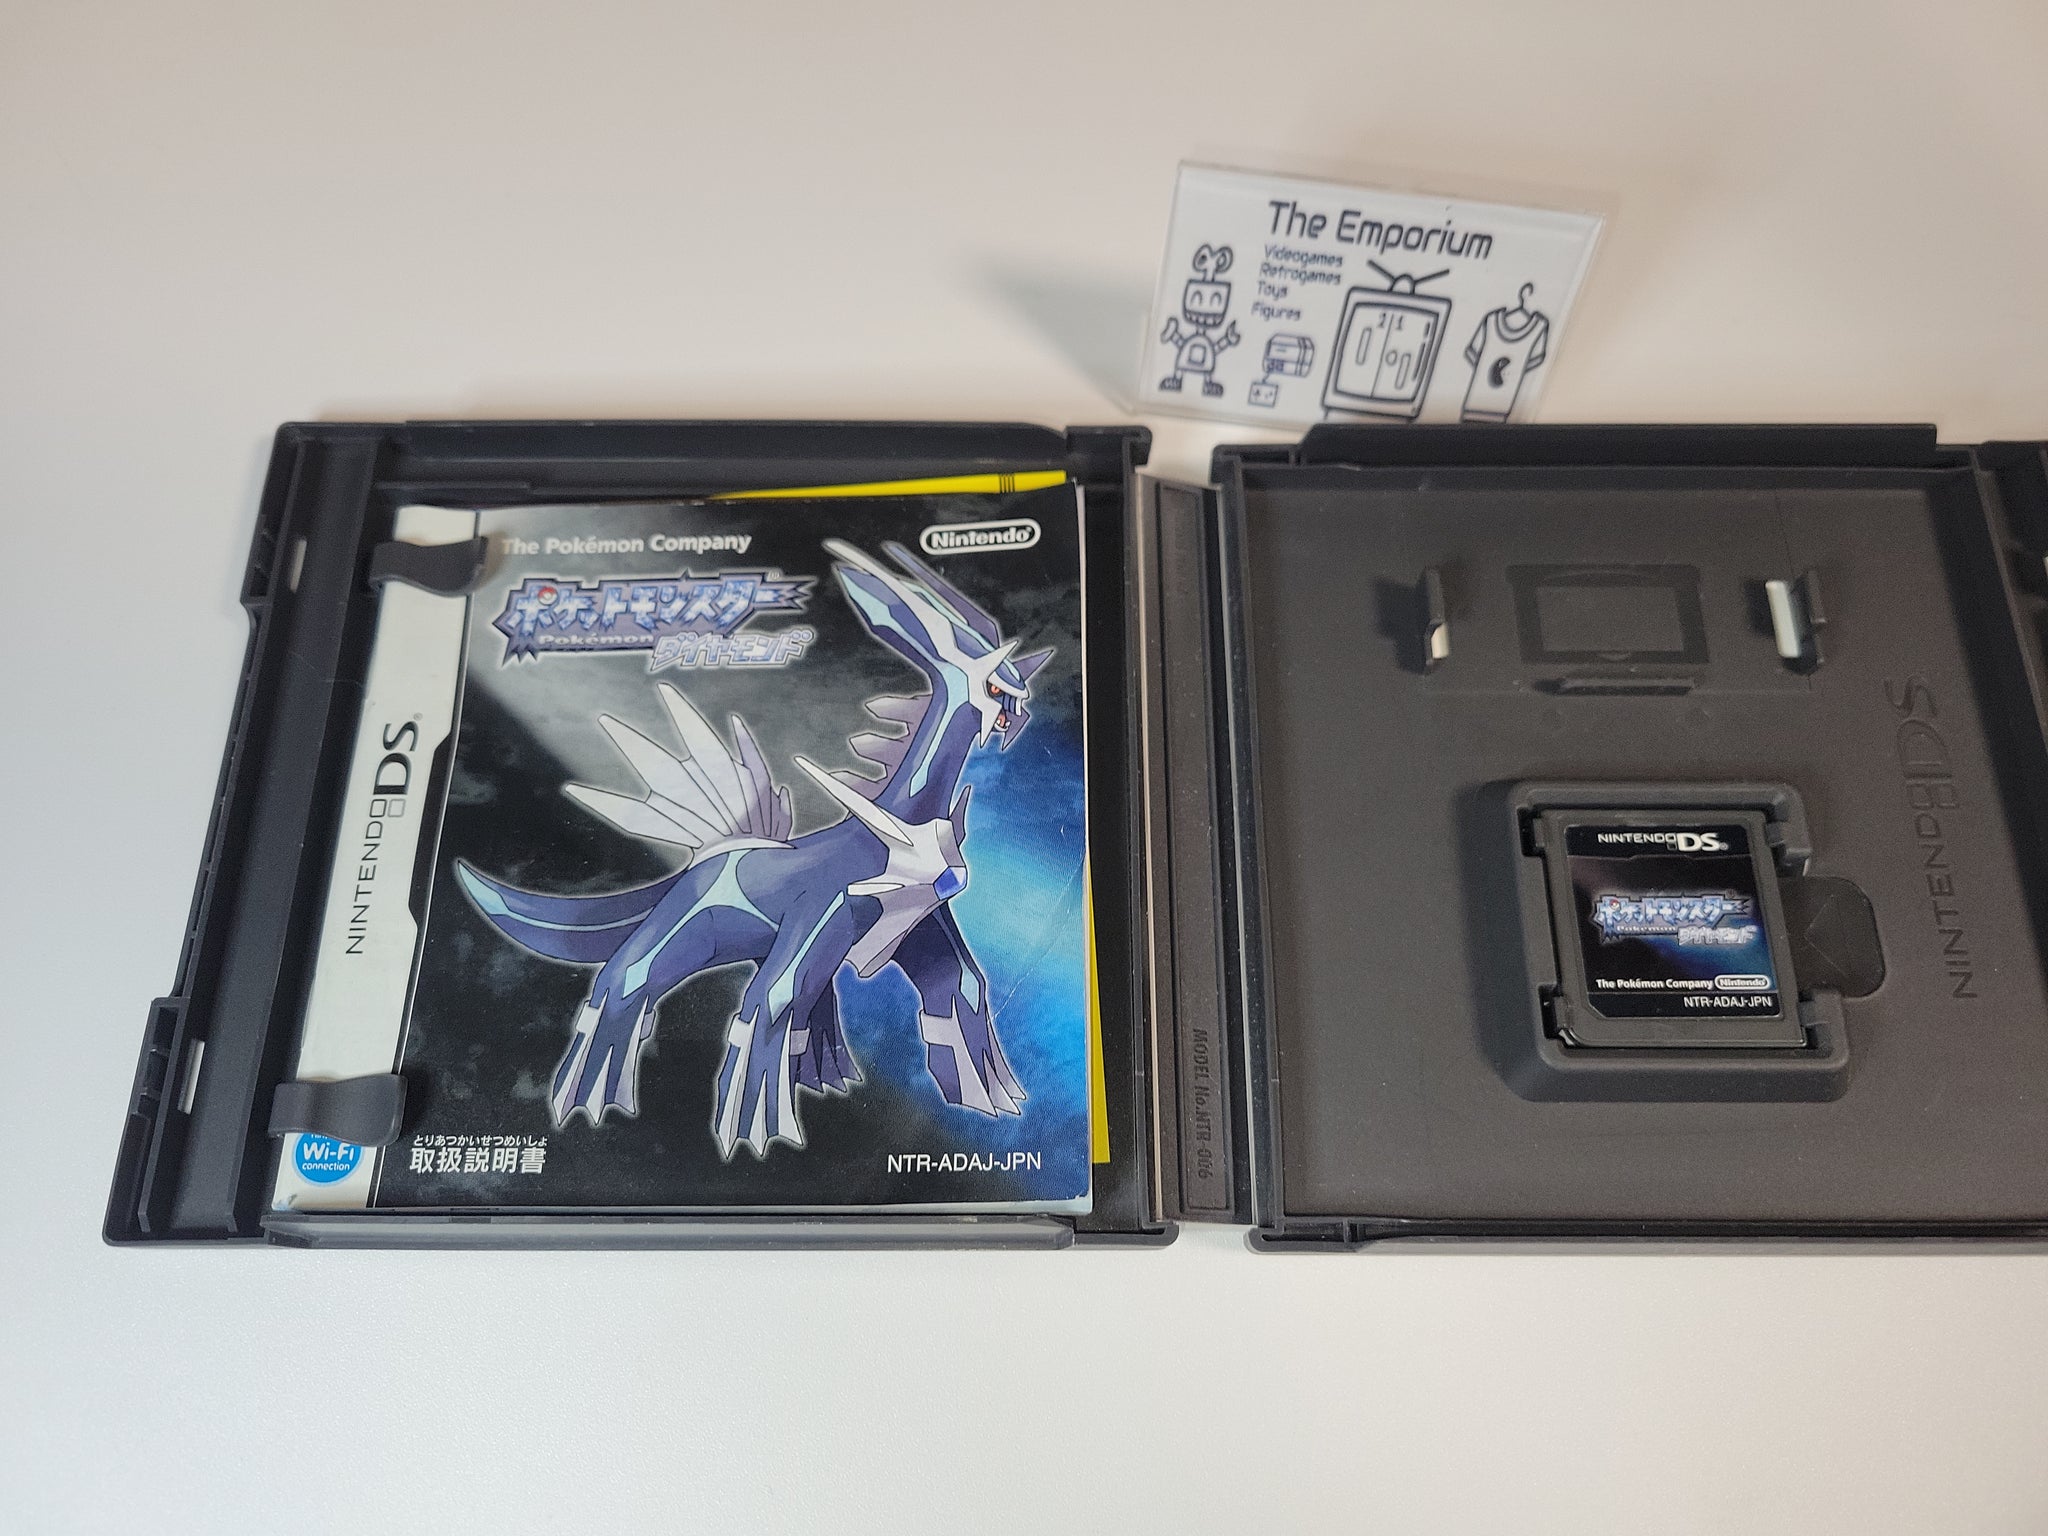 The Emporium
Videogames
Retrogames
Toys
Figures
2 1
The Pokémon Company
Nintendo
ポケットモンスター
Pokémon
ダイヤモンド
NINTENDO DS
Wi-Fi
connection
とりあつかいせつめいしょ
取扱説明書
NTR-ADAJ-JPN
MODEL No.NTR-006
NINTENDO DS
ポケットモンスター
Pokémon
ダイヤモンド
The Pokémon Company Nintendo
NTR-ADAJ-JPN
NINTENDO DS